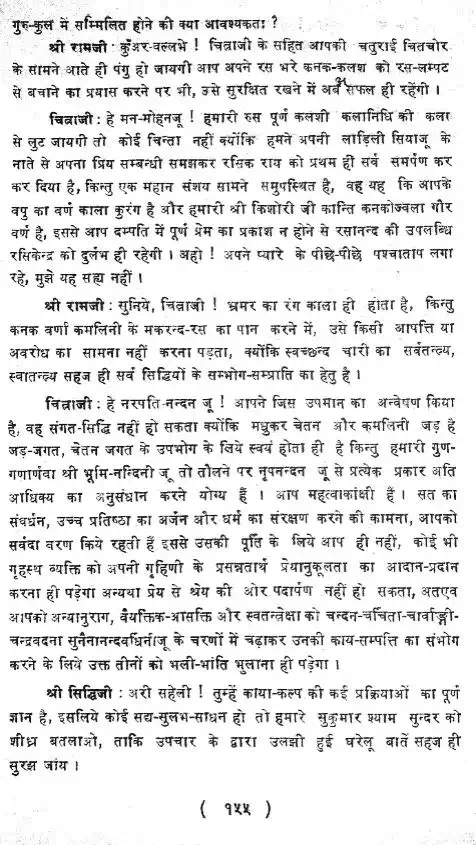 गुरु-कुल में सम्मिलित होने की क्या आवश्यकता ?
श्री रामजी : कुँअर-वल्लभे ! चित्राजी के सहित आपकी चतुराई चितचोर
के सामने आते ही पंगु हो जायगी आप अपने रस भरे कनक-कलश को रस-लम्पट
से बचाने का प्रयास करने पर भी, उसे सुरक्षित रखने में असफल ही रहेंगी ।
चित्राजी : हे मन-मोहनजू ! हमारी रुस पूर्ण कलशी कलानिधि की कला
से लुट जायगी तो कोई चिन्ता नहीं क्योंकि हमने अपनी लाड़िली सियाजू के
नाते से अपना प्रिय सम्बन्धी समझकर रसिक राय को प्रथम ही सर्व समर्पण कर
कर दिया है, किन्तु एक महान संशय सामने समुपस्थित है, वह यह कि आपके
वपु का वर्ण काला कुरंग है और हमारी श्री किशोरी जी कान्ति कनकोज्वला गौर
वर्ण है, इससे आप दम्पति में पूर्ण प्रेम का प्रकाश न होने से रसानन्द की उपलब्धि
रसिकेन्द्र को दुर्लभ ही रहेगी । अहो ! अपने प्यारे के पीछे-पीछे पश्चाताप लगा
रहे, मुझे यह सह्य नहीं ।
श्री रामजी : सुनिये, चित्राजी ! भ्रमर का रंग काला ही होता है, किन्तु
कनक वर्णा कमलिनी के मकरन्द-रस का पान करने में, उसे किसी आपत्ति या
अवरोध का सामना नहीं करना पड़ता, क्योंकि स्वच्छन्द चारी का सर्वतन्त्र्य,
स्वातन्त्र्य सहज ही सर्व सिद्धियों के सम्भोग-सम्प्राति का हेतु है ।
चित्राजी : हे नरपति-नन्दन जू ! आपने जिस उपमान का अन्वेषण किया
है, वह संगत-सिद्धि नहीं हो सकता क्योंकि मधुकर चेतन और कमलिनी जड़ है
जड़-जगत, चेतन जगत के उपभोग के लिये स्वयं होता ही है किन्तु हमारी गुण-
गणार्णवा श्री भूमि-नन्दिनी जू तो तौलने पर नृपनन्दन जू से प्रत्येक प्रकार अति
आधिक्य का अनुसंधान करने योग्य हैं । आप महत्वाकांक्षी हैं । सत का
संवर्धन, उच्च प्रतिष्ठा का अर्जन और धर्म का संरक्षण करने की कामना, आपको
सर्वदा वरण किये रहती हैं इससे उसकी पूर्ति के लिये आप ही नहीं, कोई भी
गृहस्थ व्यक्ति को अपनी गृहिणी के प्रसन्नतार्थ प्रेयानुकूलता का आदान-प्रदान
करना ही पड़ेगा अन्यथा प्रेय से श्रेय की ओर पदार्पण नहीं हो सकता, अतएव
आपको अन्यानुराग, वैयक्तिक-आसक्ति और स्वतन्त्रेक्षा को चन्दन-चर्चिता-चार्वाङ्गी-
चन्द्रवदना सुनैनानन्दवर्धिनीजू के चरणों में चढ़ाकर उनकी काय-सम्पत्ति का संभोग
करने के लिये उक्त तीनों को भली-भांति भुलाना ही पड़ेगा ।
श्री सिद्धिजी : अरी सहेली ! तुम्हें काया-कल्प की कई प्रक्रियाओं का पूर्ण
ज्ञान है, इसलिये कोई सद्य-सुलभ-साधन हो तो हमारे सुकुमार श्याम सुन्दर को
शीघ्र बतलाओ, ताकि उपचार के द्वारा उलझी हुई घरेलू बातें सहज ही
सुरझ जांय ।
( १५५ )